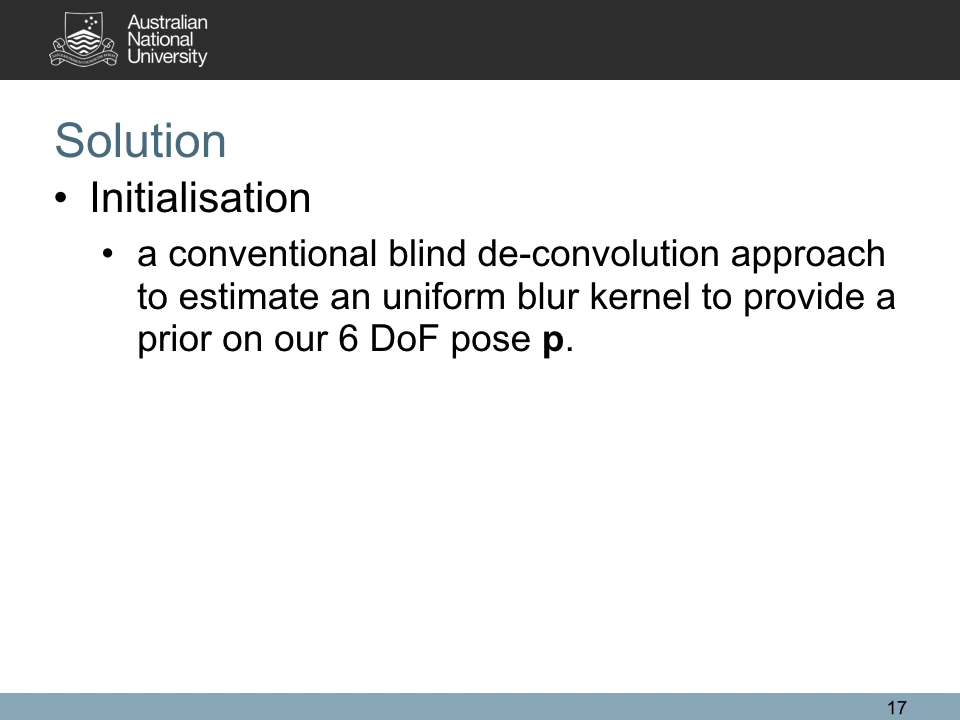 Australian
National
University
Solution
• Initialisation
• a conventional blind de-convolution approach
to estimate an uniform blur kernel to provide a
prior on our 6 DoF pose p.
17